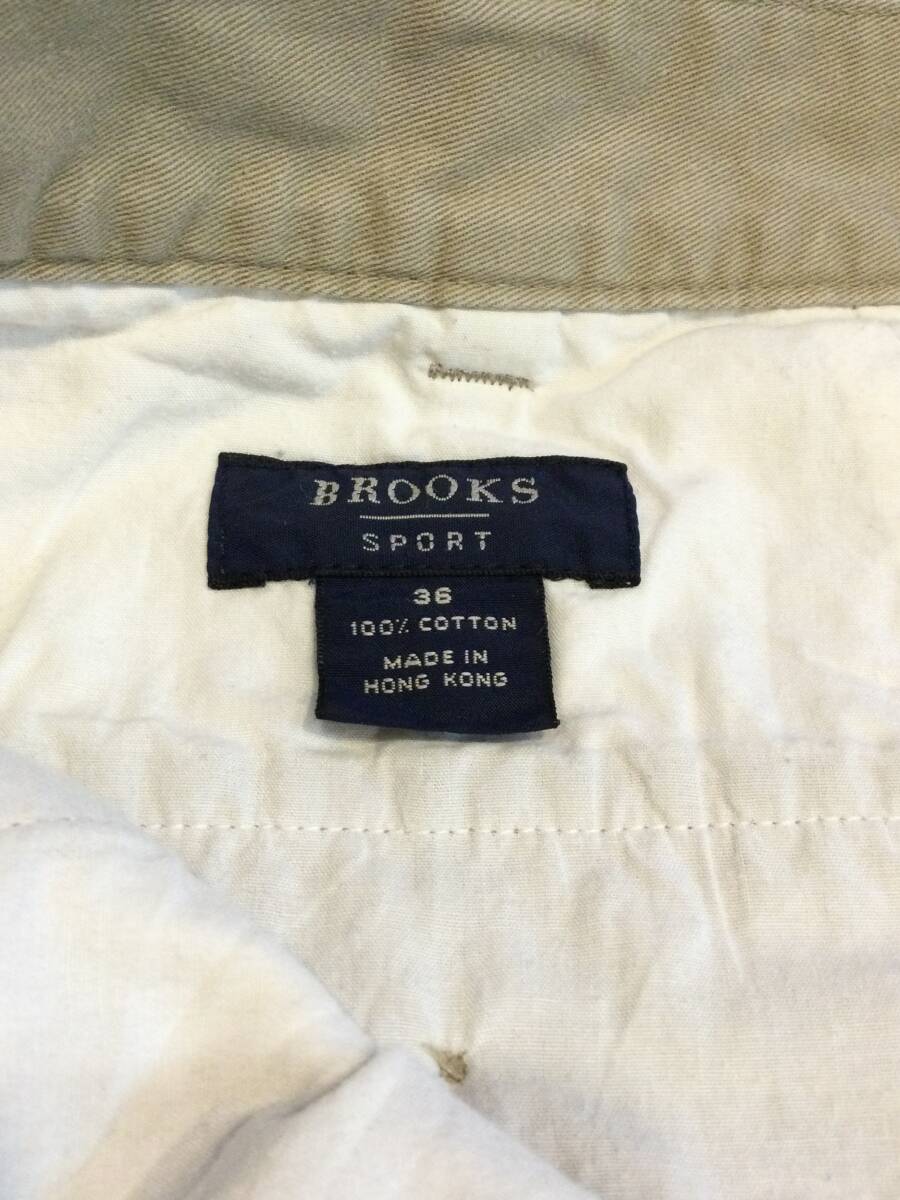 BROOKS
SPORT
36
100% COTTON
MADE IN
HONG KONG